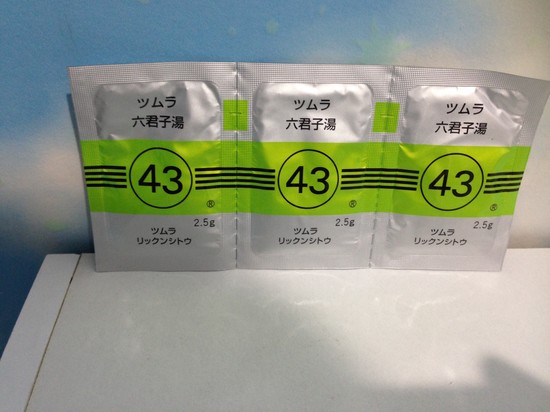 ツムラ
六君子湯
43
®
2.5g
ツムラ
リックンシトウ
ツムラ
六君子湯
43
®
2.5g
ツムラ
リックンシトウ
ツムラ
六君子湯
43
®
2.5g
ツムラ
リックンシトウ